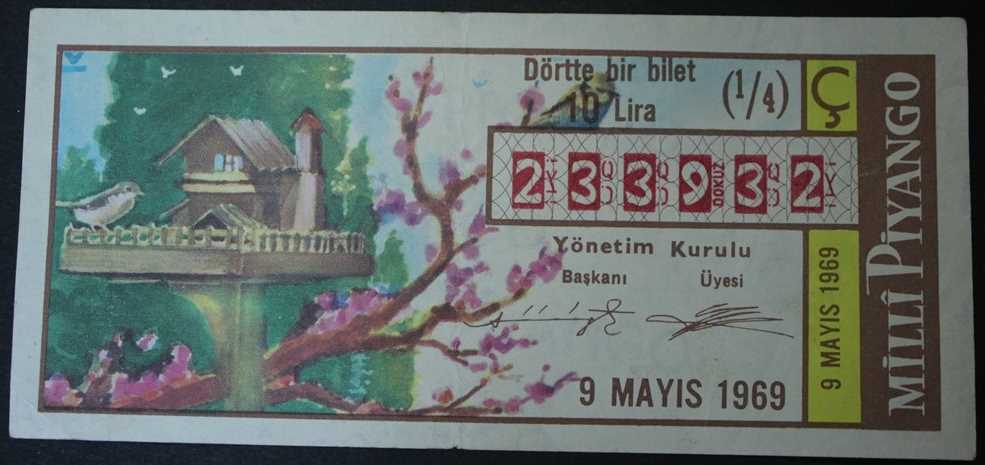 Dörtte bir bilet
10 Lira
(1/4)
Ç
2 3 3 9 3 2
DOKUZ
Yönetim Kurulu
Başkanı Üyesi
9 MAYIS 1969
9 MAYIS 1969
MİLLÎ PİYANGO